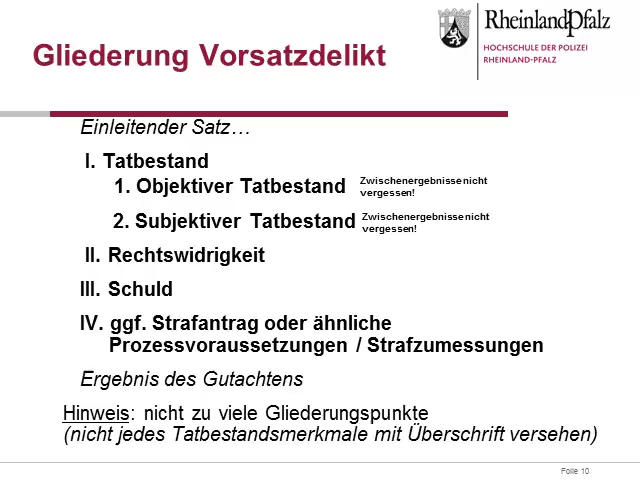 RheinlandPfalz
HOCHSCHULE DER POLIZEI
RHEINLAND-PFALZ
Gliederung Vorsatzdelikt
Einleitender Satz…
I. Tatbestand
1. Objektiver Tatbestand
Zwischenergebnisse nicht
vergessen!
2. Subjektiver Tatbestand
Zwischenergebnisse nicht
vergessen!
II. Rechtswidrigkeit
III. Schuld
IV. ggf. Strafantrag oder ähnliche
Prozessvoraussetzungen / Strafzumessungen
Ergebnis des Gutachtens
Hinweis: nicht zu viele Gliederungspunkte
(nicht jedes Tatbestandsmerkmale mit Überschrift versehen)
Folie 10